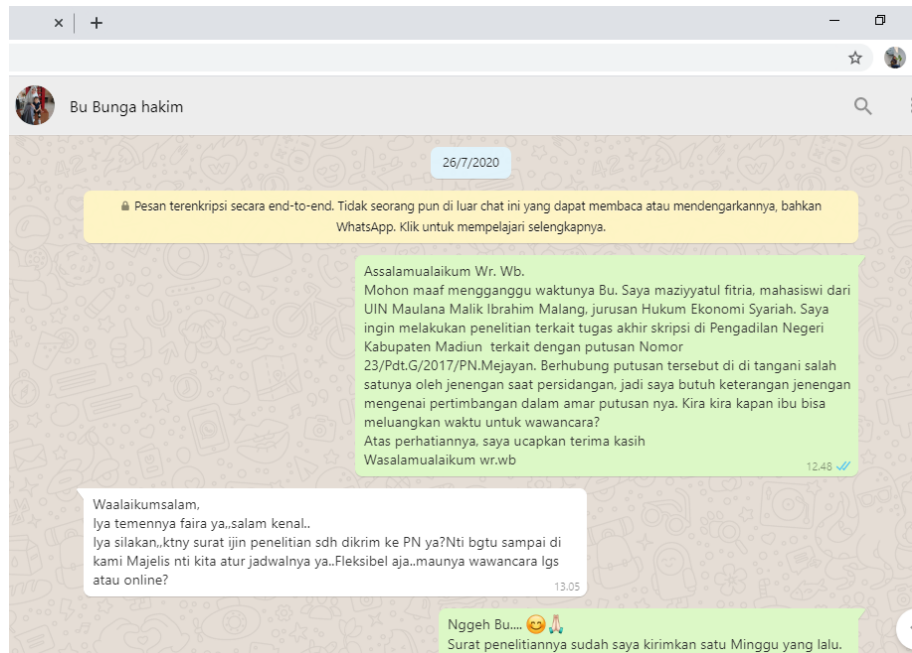 Bu Bunga hakim
26/7/2020
Pesan terenkripsi secara end-to-end. Tidak seorang pun di luar chat ini yang dapat membaca atau mendengarkannya, bahkan
WhatsApp. Klik untuk mempelajari selengkapnya.
Assalamualaikum Wr. Wb.
Mohon maaf mengganggu waktunya Bu. Saya maziyyatul fitria, mahasiswi dari
UIN Maulana Malik Ibrahim Malang, jurusan Hukum Ekonomi Syariah. Saya
ingin melakukan penelitian terkait tugas akhir skripsi di Pengadilan Negeri
Kabupaten Madiun terkait dengan putusan Nomor
23/Pdt.G/2017/PN.Mejayan. Berhubung putusan tersebut di di tangani salah
satunya oleh jenengan saat persidangan, jadi saya butuh keterangan jenengan
mengenai pertimbangan dalam amar putusan nya. Kira kira kapan ibu bisa
meluangkan waktu untuk wawancara?
Atas perhatiannya, saya ucapkan terima kasih
Wasalamualaikum wr.wb
12.48
Waalaikumsalam,
Iya temennya faira ya,,salam kenal..
Iya silakan,,ktny surat ijin penelitian sdh dikrim ke PN ya?Nti bgtu sampai di
kami Majelis nti kita atur jadwalnya ya..Fleksibel aja..maunya wawancara lgs
atau online?
13.05
Nggeh Bu.... 😊🙏
Surat penelitiannya sudah saya kirimkan satu Minggu yang lalu.